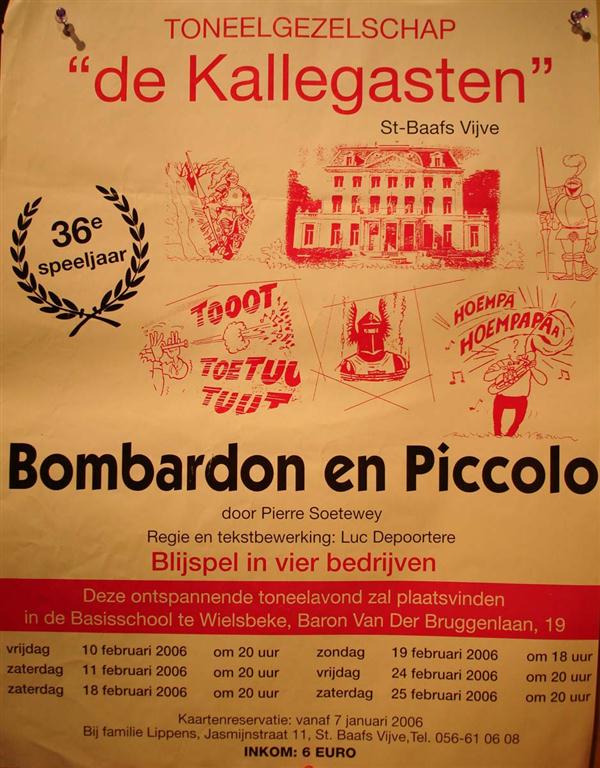 TONEELGEZELSCHAP
“de Kallegasten”
St-Baafs Vijve
36e
speeljaar
TOOOT
TOETUU
TUUT
HOEMPA
HOEMPAPAA
?
Bombardon en Piccolo
door Pierre Soetewey
Regie en tekstbewerking: Luc Depoortere
Blijspel in vier bedrijven
Deze ontspannende toneelavond zal plaatsvinden
in de Basisschool te Wielsbeke, Baron Van Der Bruggenlaan, 19
vrijdag 10 februari 2006 om 20 uur zondag 19 februari 2006 om 18 uur
zaterdag 11 februari 2006 om 20 uur vrijdag 24 februari 2006 om 20 uur
zaterdag 18 februari 2006 om 20 uur zaterdag 25 februari 2006 om 20 uur
Kaartenreservatie: vanaf 7 januari 2006
Bij familie Lippens, Jasmijnstraat 11, St. Baafs Vijve,Tel. 056-61 06 08
INKOM: 6 EURO